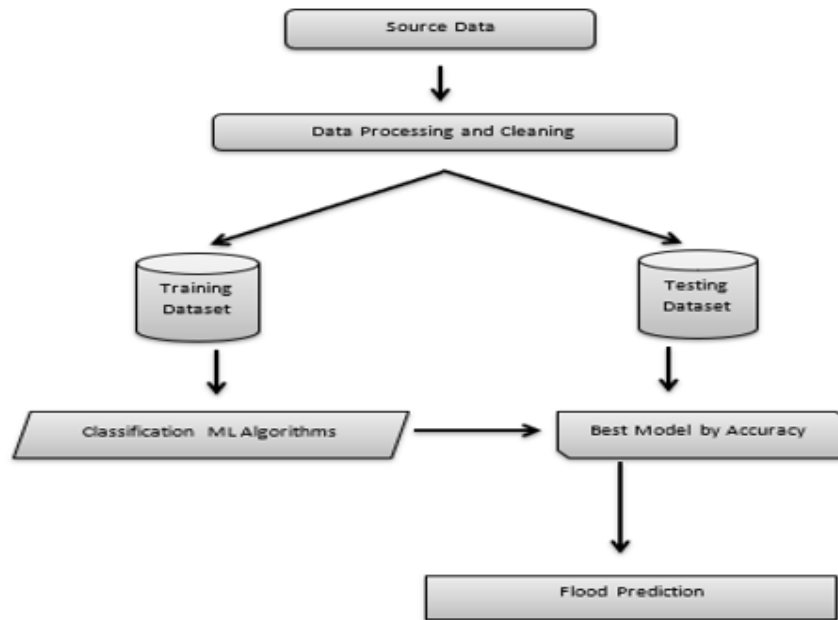 Source Data
Data Processing and Cleaning
Training
Dataset
Testing
Dataset
Classification ML Algorithms
Best Model by Accuracy
Flood Prediction